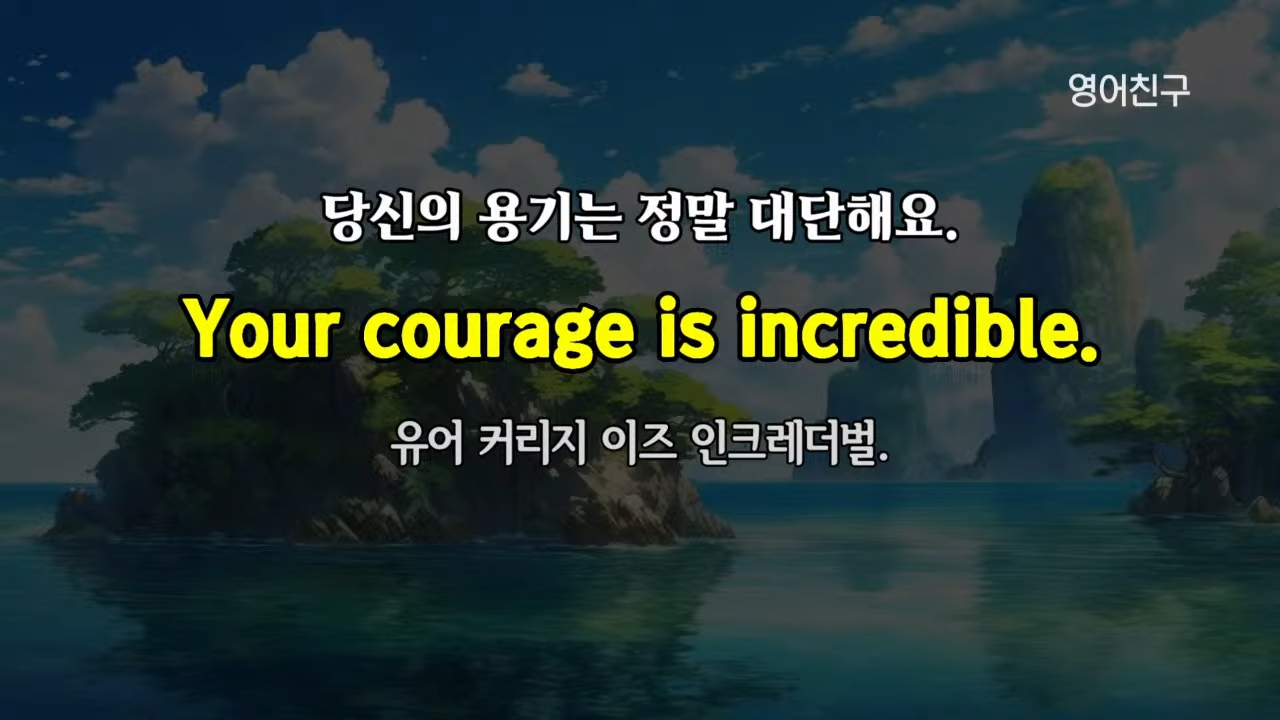 영어친구
당신의 용기는 정말 대단해요.
Your courage is incredible.
유어 커리지 이즈 인크레더벌.